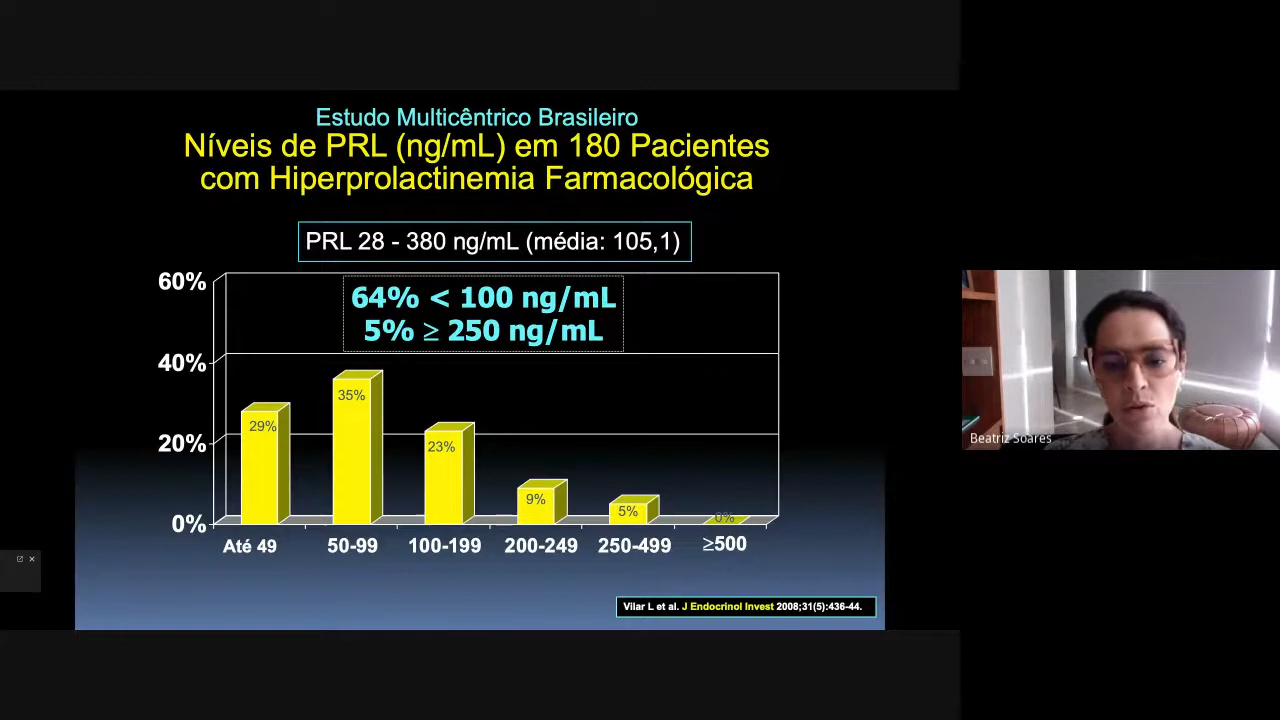 Estudo Multicêntrico Brasileiro
Níveis de PRL (ng/mL) em 180 Pacientes
com Hiperprolactinemia Farmacológica
PRL 28 - 380 ng/mL (média: 105,1)
64% < 100 ng/mL
5% ≥ 250 ng/mL
60%
40%
20%
0%
29%
35%
23%
9%
5%
0%
Até 49
50-99
100-199
200-249
250-499
≥500
Vilar L et al. J Endocrinol Invest 2008;31(5):436-44.
Beatriz Soares